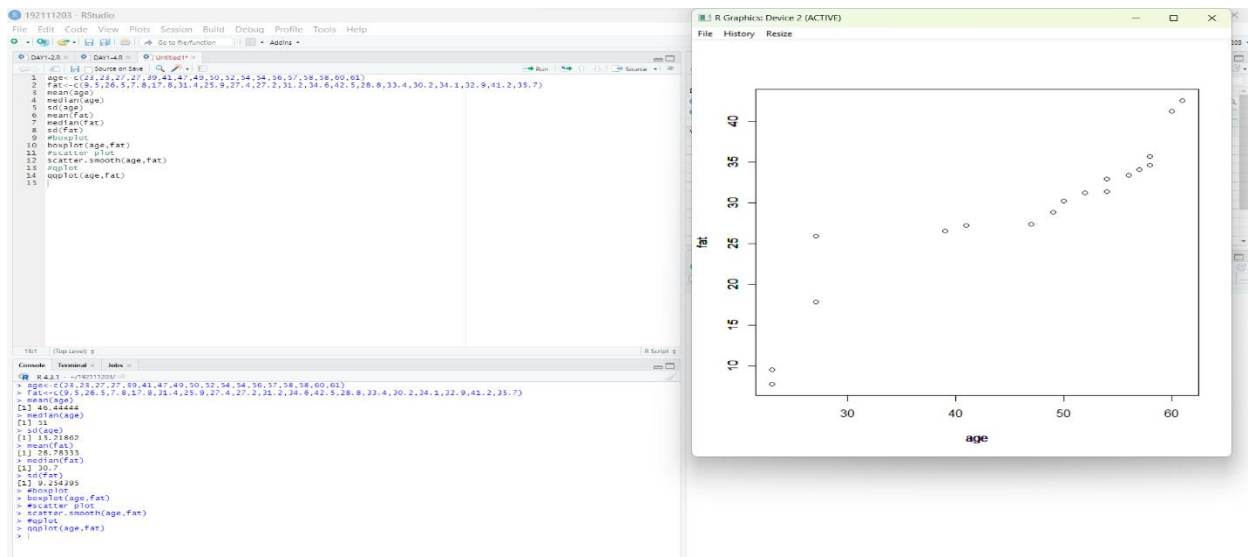 192111203 - RStudio
File Edit Code View Plots Session Build Debug Profile Tools Help
Go to file/function Addins
DAY1-2.R DAY1-4.R Untitled1*
Source on Save Run Source
1 age<-c(23,23,27,27,39,41,47,49,50,52,54,54,56,57,58,58,60,61)
2 fat<-c(9.5,26.5,7.8,17.8,31.4,25.9,27.4,27.2,31.2,34.6,42.5,28.8,33.4,30.2,34.1,32.9,41.2,35.7)
3 mean(age)
4 median(age)
5 sd(age)
6 mean(fat)
7 median(fat)
8 sd(fat)
9 #boxplot
10 boxplot(age,fat)
11 #scatter plot
12 scatter.smooth(age,fat)
13 #qplot
14 qqplot(age,fat)
15
(Top Level) R Script
Console Terminal Jobs
R 4.3.1 · ~/192111203/
> age<-c(23,23,27,27,39,41,47,49,50,52,54,54,56,57,58,58,60,61)
> fat<-c(9.5,26.5,7.8,17.8,31.4,25.9,27.4,27.2,31.2,34.6,42.5,28.8,33.4,30.2,34.1,32.9,41.2,35.7)
> mean(age)
[1] 46.44444
> median(age)
[1] 51
> sd(age)
[1] 13.21862
> mean(fat)
[1] 28.78333
> median(fat)
[1] 30.7
> sd(fat)
[1] 9.254395
> #boxplot
> boxplot(age,fat)
> #scatter plot
> scatter.smooth(age,fat)
> #qplot
> qqplot(age,fat)
>
R Graphics: Device 2 (ACTIVE)
File History Resize
fat
40
35
30
25
20
15
10
30 40 50 60
age